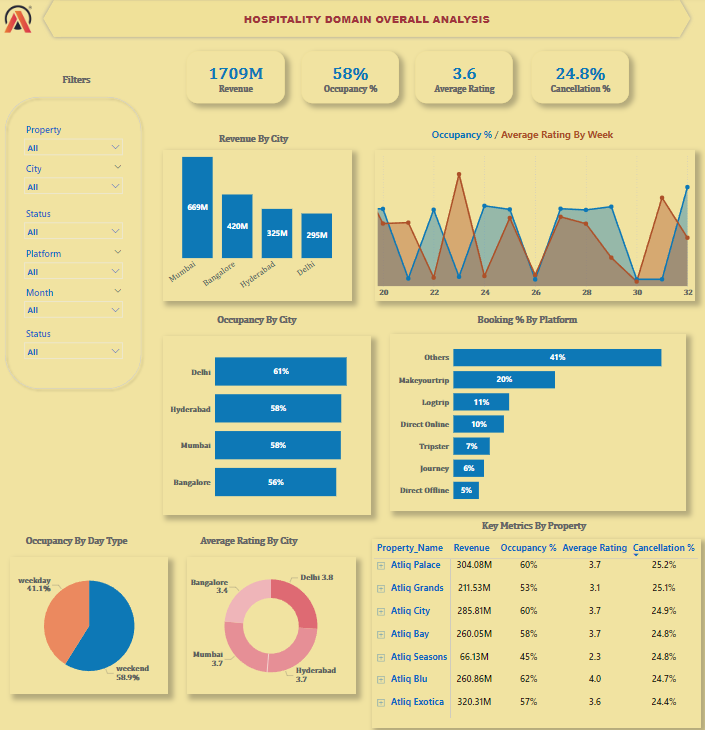 HOSPITALITY DOMAIN OVERALL ANALYSIS
1709M
Revenue
58%
Occupancy %
3.6
Average Rating
24.8%
Cancellation %
Filters
Property
All
City
All
Status
All
Platform
All
Month
All
Status
All
Revenue By City
669M
420M
325M
295M
Mumbai
Bangalore
Hyderabad
Delhi
Occupancy % / Average Rating By Week
20 22 24 26 28 30 32
Occupancy By City
Delhi 61%
Hyderabad 58%
Mumbai 58%
Bangalore 56%
Booking % By Platform
Others 41%
Makeyourtrip 20%
Logtrip 11%
Direct Online 10%
Tripster 7%
Journey 6%
Direct Offline 5%
Occupancy By Day Type
weekday
41.1%
weekend
58.9%
Average Rating By City
Delhi 3.8
Bangalore
3.4
Mumbai
3.7
Hyderabad
3.7
Key Metrics By Property
Property_Name Revenue Occupancy % Average Rating Cancellation %
Atliq Palace 304.08M 60% 3.7 25.2%
Atliq Grands 211.53M 53% 3.1 25.1%
Atliq City 285.81M 60% 3.7 24.9%
Atliq Bay 260.05M 58% 3.7 24.8%
Atliq Seasons 66.13M 45% 2.3 24.8%
Atliq Blu 260.86M 62% 4.0 24.7%
Atliq Exotica 320.31M 57% 3.6 24.4%